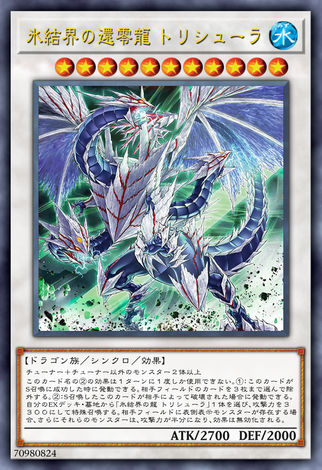 氷結界の還零龍 トリシューラ
水
【ドラゴン族／シンクロ／効果】
チューナー＋チューナー以外のモンスター２体以上
このカード名の②の効果は１ターンに１度しか使用できない。①：このカードが
S召喚に成功した時に発動できる。相手フィールドのカードを３枚まで選んで除
外する。②：S召喚したこのカードが相手によって破壊された場合に発動できる。
自分のEXデッキ・墓地から「氷結界の龍 トリシューラ」１体を選び、攻撃力を３
３００にして特殊召喚する。相手フィールドに表側表示モンスターが存在する場
合、さらにそれらのモンスターは、攻撃力が半分になり、効果は無効化される。
ATK/2700 DEF/2000
70980824